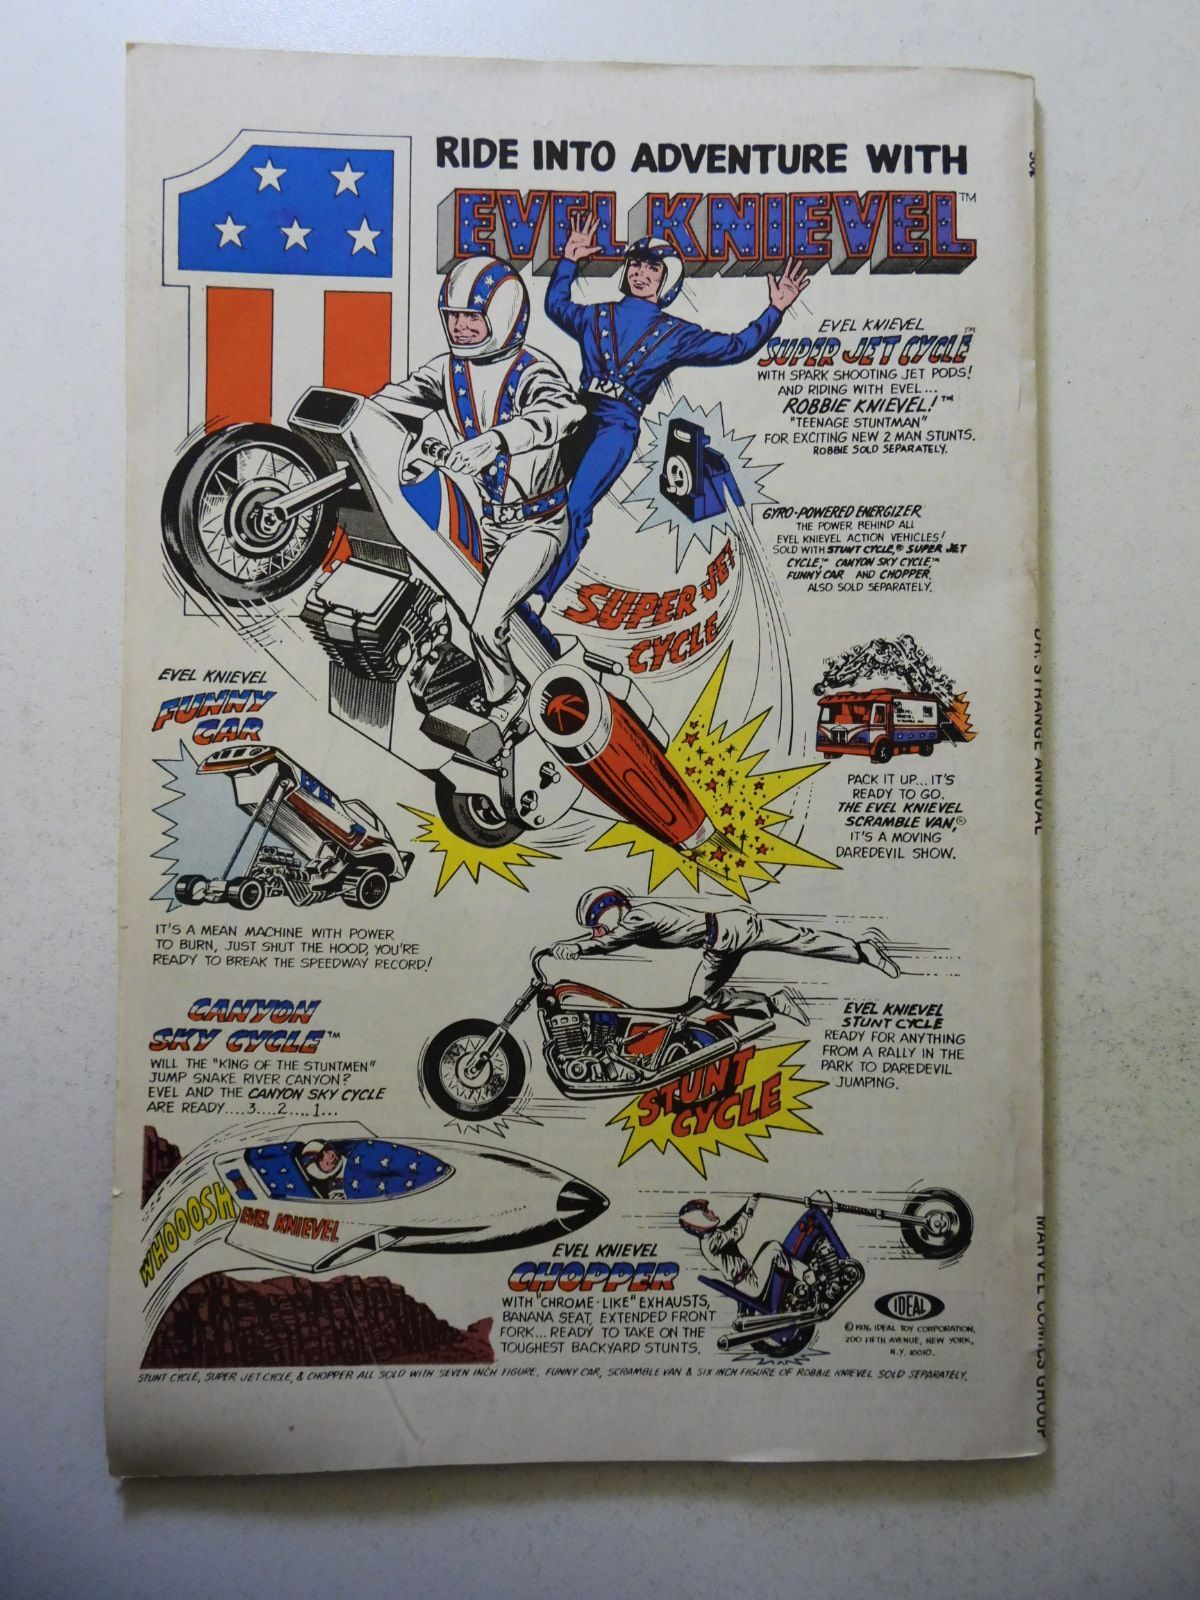 RIDE INTO ADVENTURE WITH
EVEL KNIEVEL™
EVEL KNIEVEL
SUPER JET CYCLE™
WITH SPARK SHOOTING JET PODS!
AND RIDING WITH EVEL...
ROBBIE KNIEVEL!™
"TEENAGE STUNTMAN"
FOR EXCITING NEW 2 MAN STUNTS.
ROBBIE SOLD SEPARATELY.
GYRO-POWERED ENERGIZER
THE POWER BEHIND ALL
EVEL KNIEVEL ACTION VEHICLES!
SOLD WITH STUNT CYCLE,® SUPER JET
CYCLE,™ CANYON SKY CYCLE,™
FUNNY CAR AND CHOPPER.
ALSO SOLD SEPARATELY.
SUPER JET
CYCLE
EVEL KNIEVEL
FUNNY
CAR
EVEL
IT'S A MEAN MACHINE WITH POWER
TO BURN, JUST SHUT THE HOOD, YOU'RE
READY TO BREAK THE SPEEDWAY RECORD!
PACK IT UP... IT'S
READY TO GO.
THE EVEL KNIEVEL
SCRAMBLE VAN,®
IT'S A MOVING
DAREDEVIL SHOW.
CANYON
SKY CYCLE™
WILL THE "KING OF THE STUNTMEN"
JUMP SNAKE RIVER CANYON?
EVEL AND THE CANYON SKY CYCLE
ARE READY....3....2....1...
EVEL KNIEVEL
STUNT CYCLE
READY FOR ANYTHING
FROM A RALLY IN THE
PARK TO DAREDEVIL
JUMPING.
STUNT
CYCLE
WHOOOSH
EVEL KNIEVEL
EVEL KNIEVEL
CHOPPER
WITH "CHROME-LIKE" EXHAUSTS,
BANANA SEAT, EXTENDED FRONT
FORK... READY TO TAKE ON THE
TOUGHEST BACKYARD STUNTS.
IDEAL
© 1976 IDEAL TOY CORPORATION,
200 FIFTH AVENUE, NEW YORK,
N.Y. 10010.
STUNT CYCLE, SUPER JET CYCLE, & CHOPPER ALL SOLD WITH SEVEN INCH FIGURE. FUNNY CAR, SCRAMBLE VAN & SIX INCH FIGURE OF ROBBIE KNIEVEL SOLD SEPARATELY.
DR. STRANGE ANNUAL
MARVEL COMICS GROUP